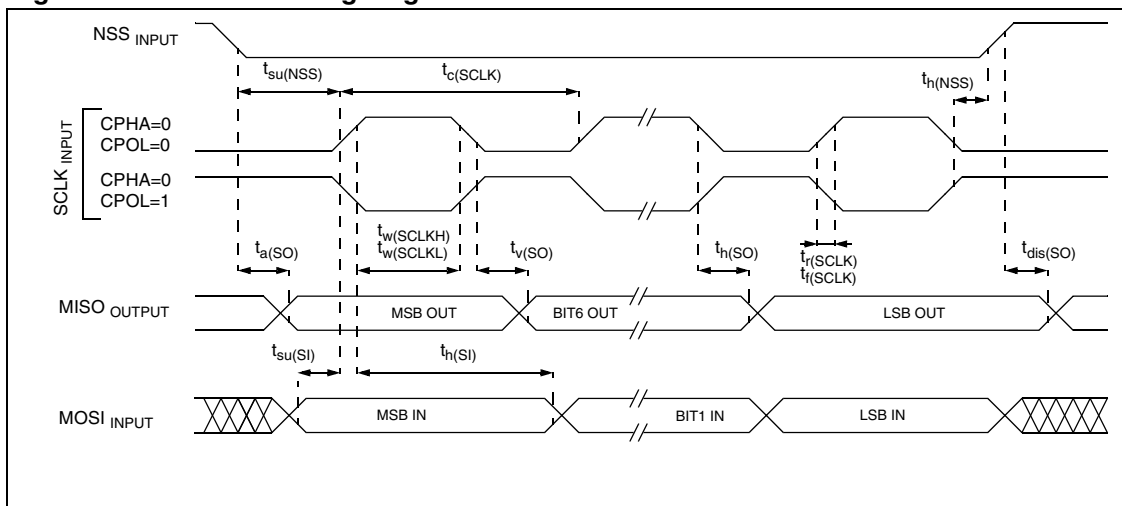 NSS INPUT
tsu(NSS)
tc(SCLK)
th(NSS)
SCLK INPUT
CPHA=0
CPOL=0
CPHA=0
CPOL=1
ta(SO)
tw(SCLKH)
tw(SCLKL)
tv(SO)
th(SO)
tr(SCLK)
tf(SCLK)
tdis(SO)
MISO OUTPUT
MSB OUT
BIT6 OUT
LSB OUT
tsu(SI)
th(SI)
MOSI INPUT
MSB IN
BIT1 IN
LSB IN